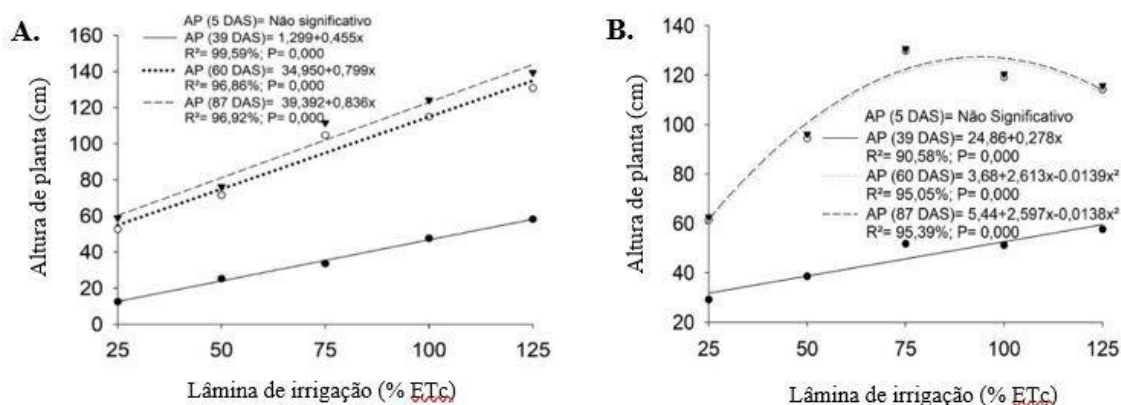 A.
AP (5 DAS)= Não significativo
AP (39 DAS)= 1,299+0,455x
R²= 99,59%; P= 0,000
AP (60 DAS)= 34,950+0,799x
R²= 96,86%; P= 0,000
AP (87 DAS)= 39,392+0,836x
R²= 96,92%; P= 0,000
Altura de planta (cm)
160
140
120
100
80
60
40
20
0
25
50
75
100
125
Lâmina de irrigação (% ETc)
B.
AP (5 DAS)= Não Significativo
AP (39 DAS)= 24,86+0,278x
R²= 90,58%; P= 0,000
AP (60 DAS)= 3,68+2,613x-0.0139x²
R²= 95,05%; P= 0,000
AP (87 DAS)= 5,44+2,597x-0,0138x²
R²= 95,39%; P= 0,000
Altura de planta (cm)
120
100
80
60
40
20
25
50
75
100
125
Lâmina de irrigação (% ETc)